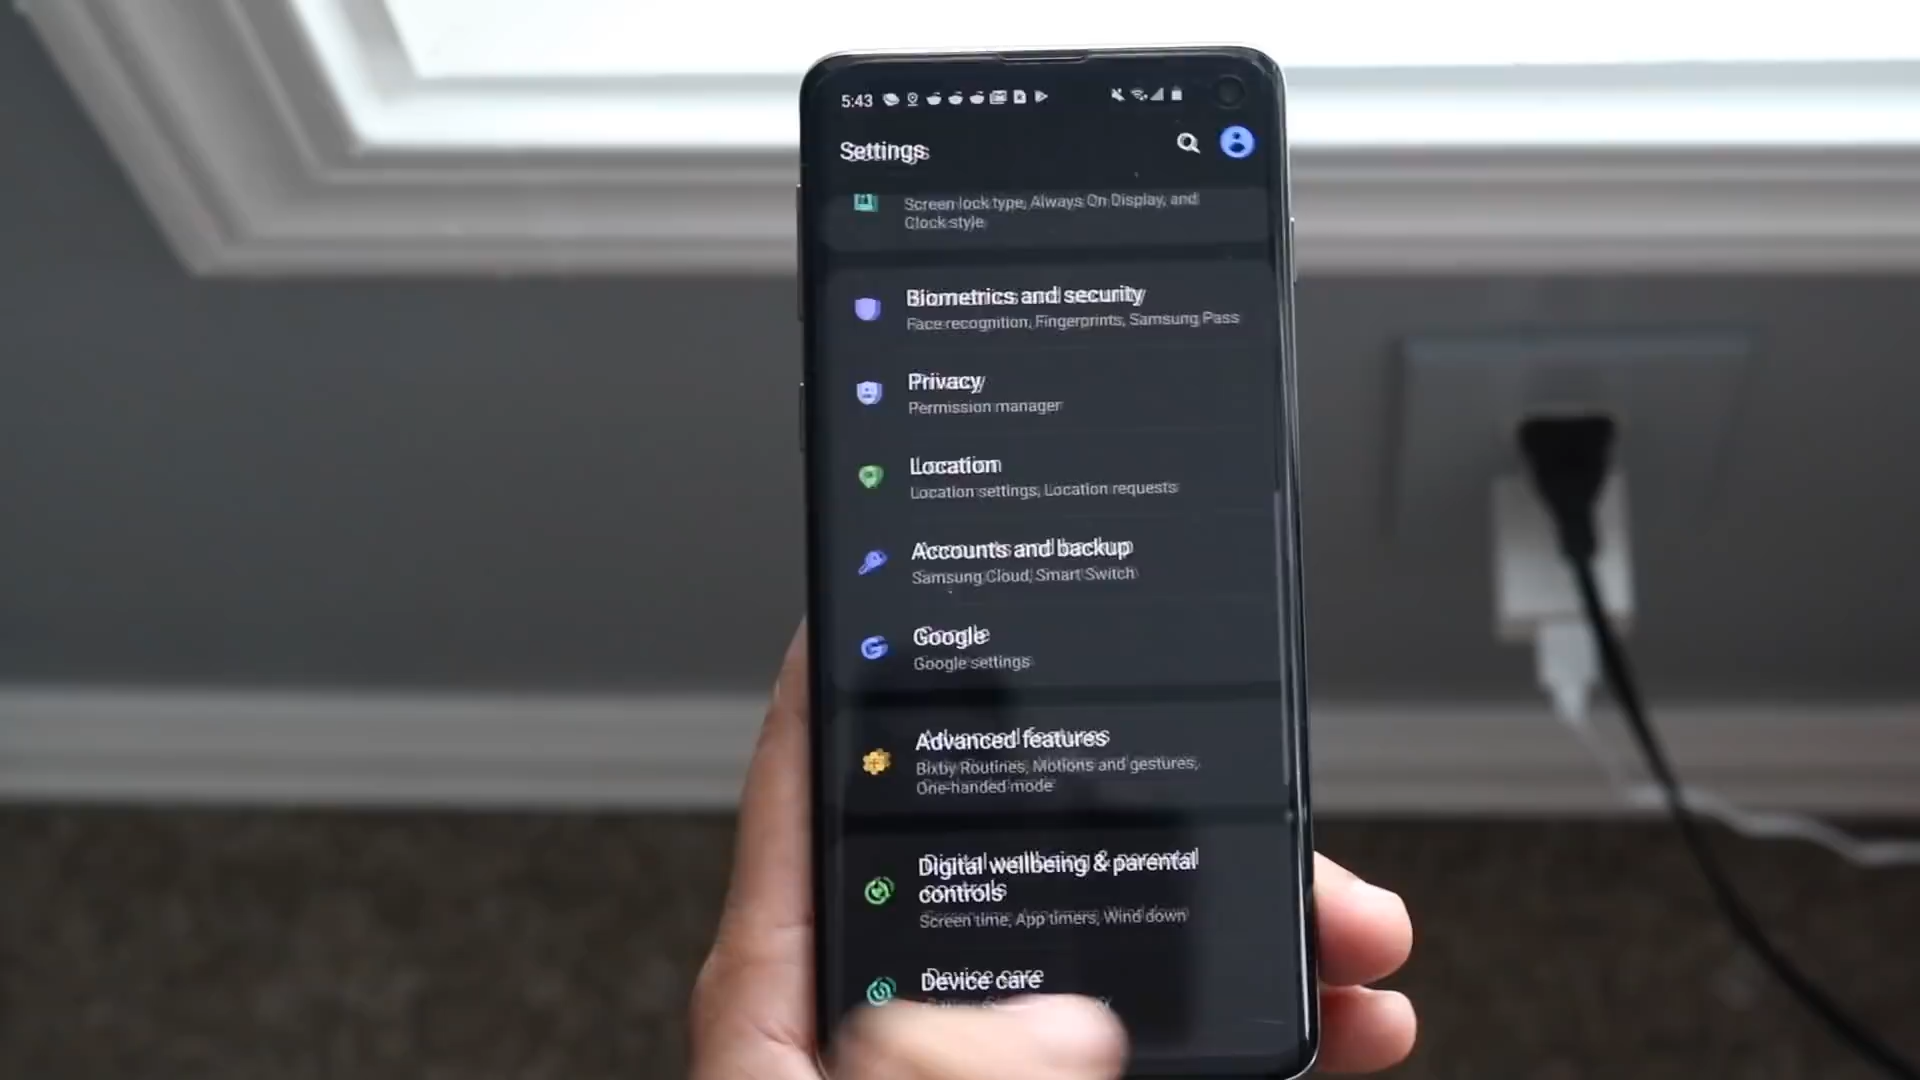 5:43
Settings
Screen lock type, Always On Display, and
Clock style
Biometrics and security
Face recognition, Fingerprints, Samsung Pass
Privacy
Permission manager
Location
Location settings, Location requests
Accounts and backup
Samsung Cloud, Smart Switch
Google
Google settings
Advanced features
Bixby Routines, Motions and gestures,
One-handed mode
Digital wellbeing & parental
controls
Screen time, App timers, Wind down
Device care